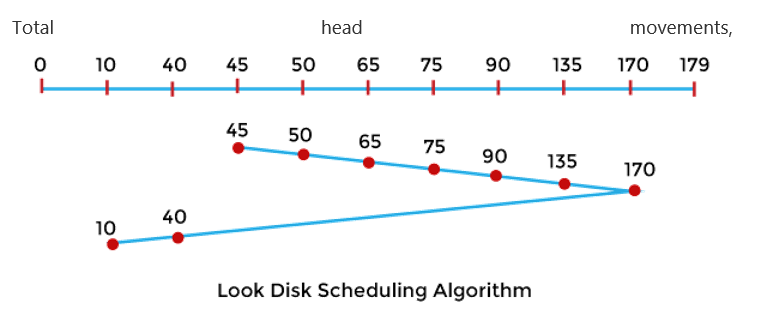 Total head movements,
0 10 40 45 50 65 75 90 135 170 179
45 50 65 75 90 135 170
10 40
Look Disk Scheduling Algorithm